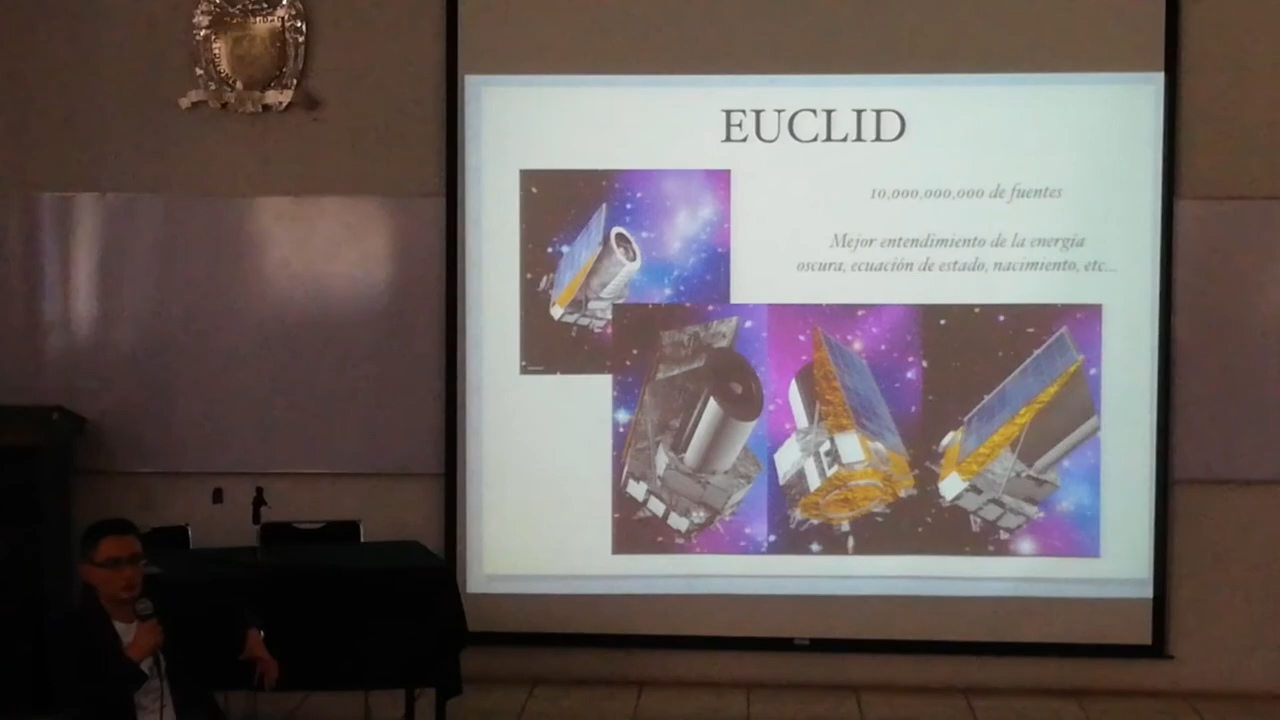 EUCLID
10,000,000,000 de fuentes
Mejor entendimiento de la energía
oscura, ecuación de estado, nacimiento, etc...